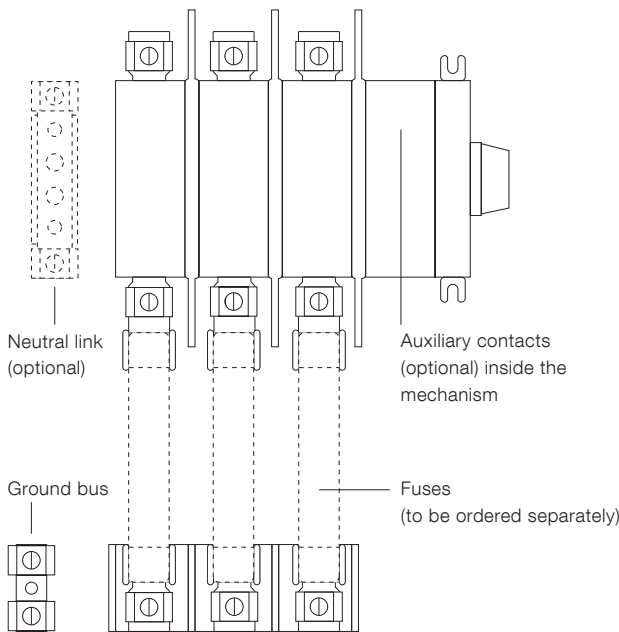 Neutral link
(optional)
Auxiliary contacts
(optional) inside the
mechanism
Ground bus
Fuses
(to be ordered separately)